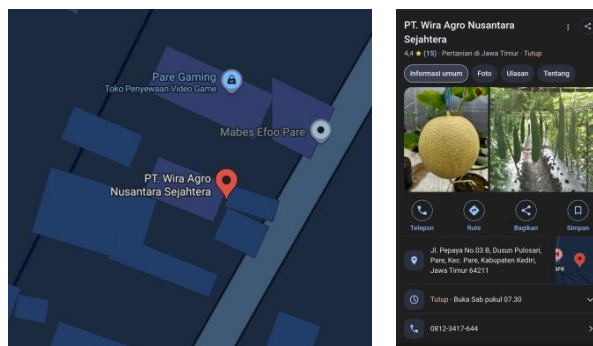 Pare Gaming
Toko Penyewaan Video Game
Mabes Efoo Pare
PT. Wira Agro
Nusantara Sejahtera
PT. Wira Agro Nusantara
Sejahtera
4,4 ★ (15) · Pertanian di Jawa Timur · Tutup
Informasi umum
Foto
Ulasan
Tentang
Telepon
Rute
Bagikan
Simpan
Jl. Pepaya No.03 B, Dusun Pulosari,
Pare, Kec. Pare, Kabupaten Kediri,
Jawa Timur 64211
Tutup · Buka Sab pukul 07.30
0812-3417-644